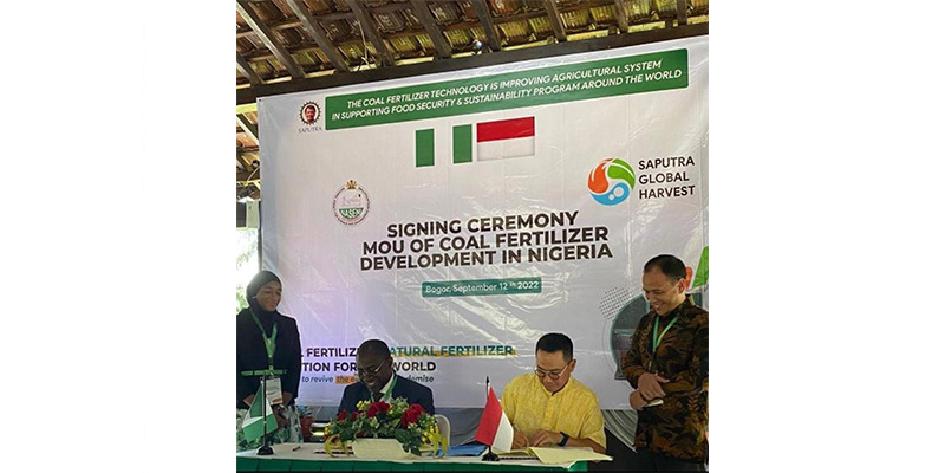 THE COAL FERTILIZER TECHNOLOGY IS IMPROVING AGRICULTURAL SYSTEM
IN SUPPORTING FOOD SECURITY & SUSTAINABILITY PROGRAM AROUND THE WORLD
SAPUTRA
SAPUTRA
GLOBAL
HARVEST
SIGNING CEREMONY
MOU OF COAL FERTILIZER
DEVELOPMENT IN NIGERIA
Bogor, September 12th 2022
FERTILIZE NATURAL FERTILIZER
TION FOR WORLD
to revive the